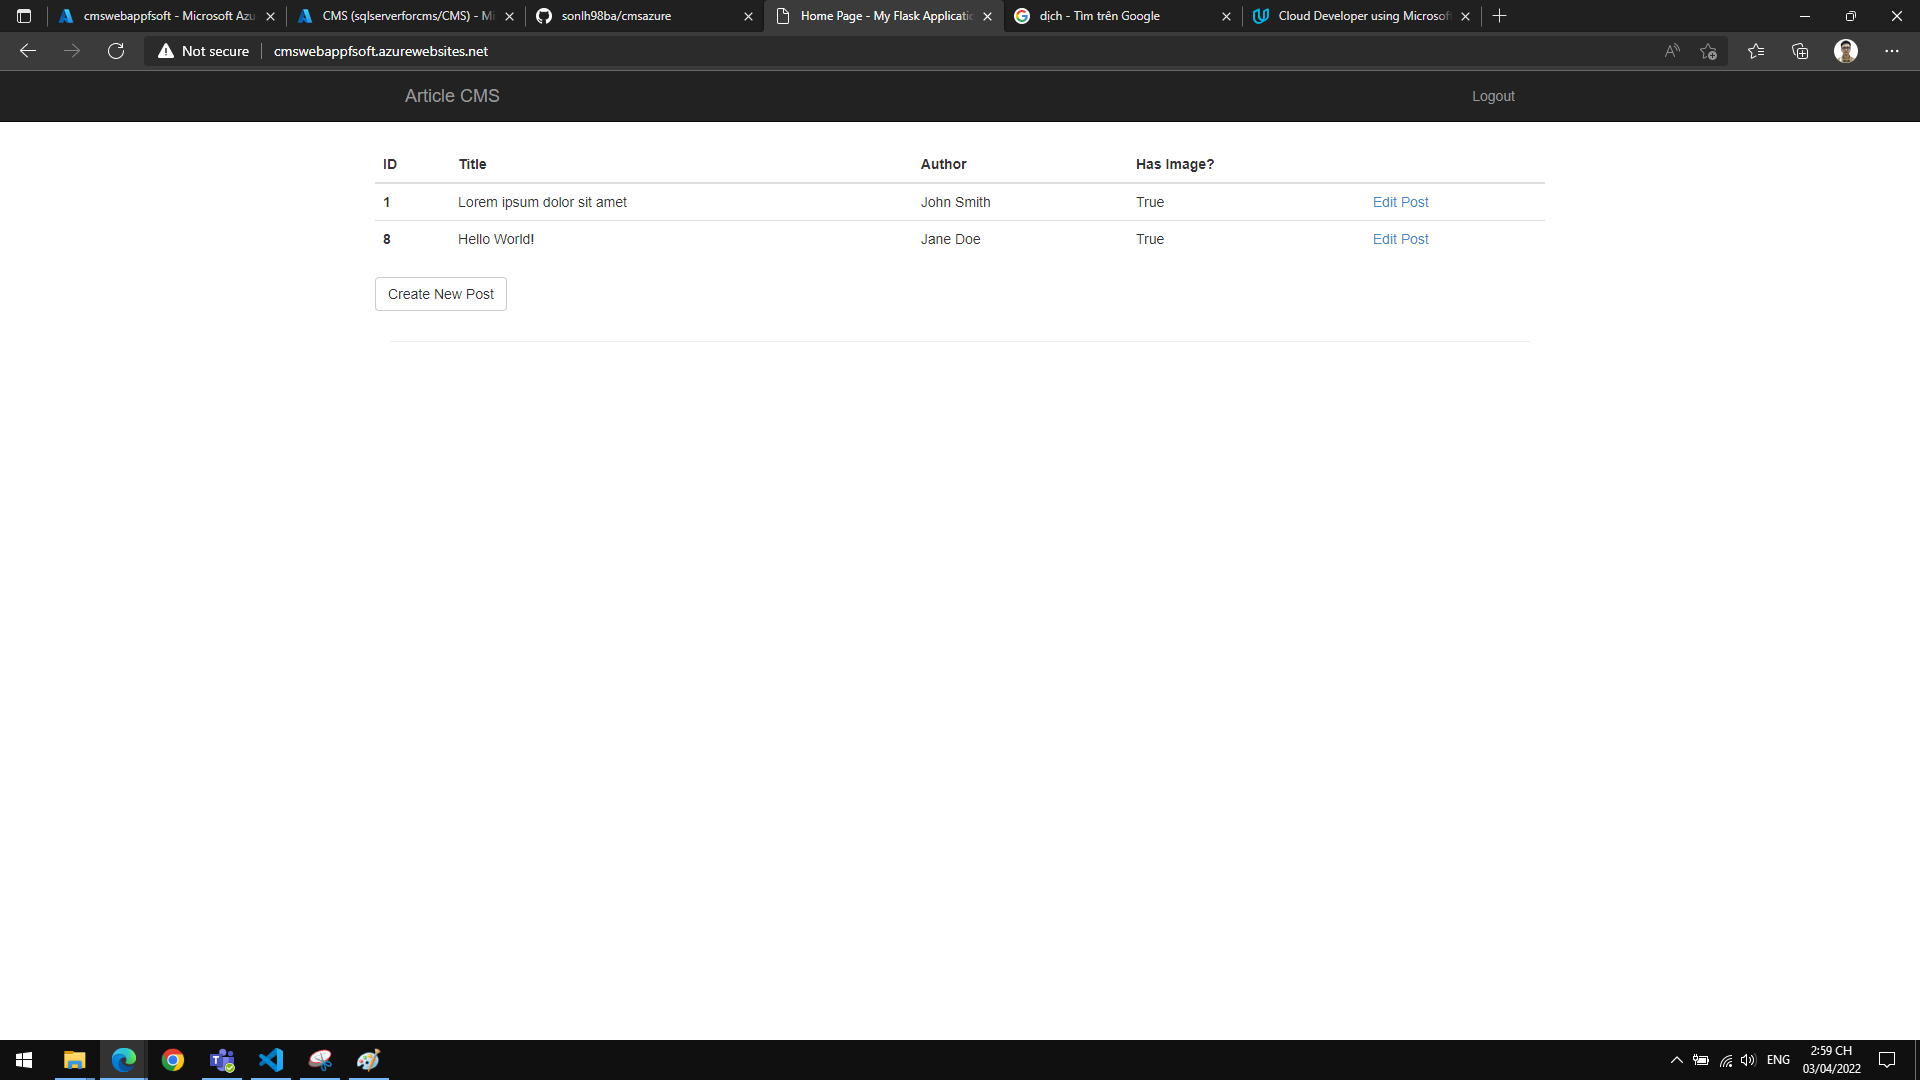 cmswebappfsoft - Microsoft Azu
CMS (sqlserverforcms/CMS) - Mi
sonlh98ba/cmsazure
Home Page - My Flask Applicatio
dịch - Tìm trên Google
Cloud Developer using Microsoft
Not secure
cmswebappfsoft.azurewebsites.net
Article CMS
Logout
ID Title Author Has Image?
1 Lorem ipsum dolor sit amet John Smith True Edit Post
8 Hello World! Jane Doe True Edit Post
Create New Post
ENG
2:59 CH
03/04/2022